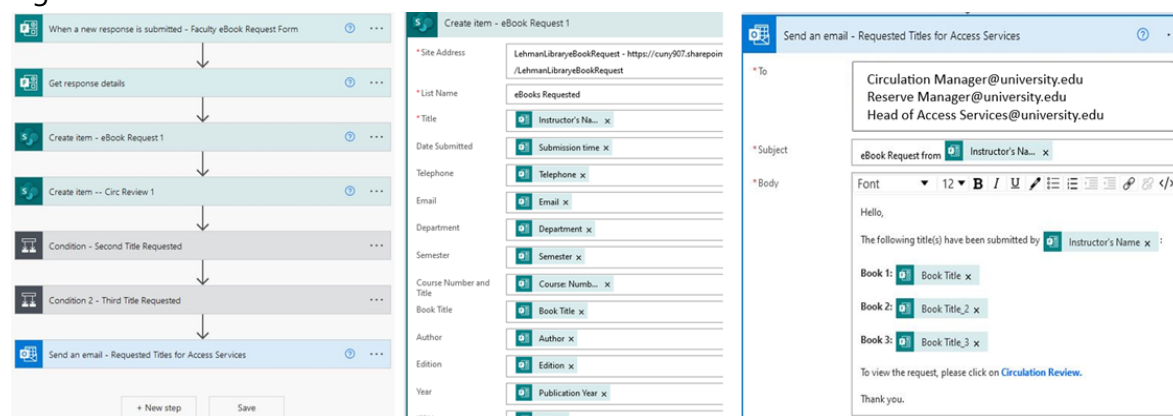 When a new response is submitted - Faculty eBook Request Form
Get response details
Create item - eBook Request 1
Create item -- Circ Review 1
Condition - Second Title Requested
Condition 2 - Third Title Requested
Send an email - Requested Titles for Access Services
+ New step
Save
Create item - eBook Request 1
* Site Address
LehmanLibraryeBookRequest - https://cuny907.sharepoin
/LehmanLibraryeBookRequest
* List Name
eBooks Requested
* Title
Instructor's Na... x
Date Submitted
Submission time x
Telephone
Telephone x
Email
Email x
Department
Department x
Semester
Semester x
Course Number and
Title
Course: Numb... x
Book Title
Book Title x
Author
Author x
Edition
Edition x
Year
Publication Year x
Send an email - Requested Titles for Access Services
* To
Circulation Manager@university.edu
Reserve Manager@university.edu
Head of Access Services@university.edu
* Subject
eBook Request from Instructor's Na... x
* Body
Font 12 B I U </>
Hello,
The following title(s) have been submitted by Instructor's Name x :
Book 1: Book Title x
Book 2: Book Title_2 x
Book 3: Book Title_3 x
To view the request, please click on Circulation Review.
Thank you.